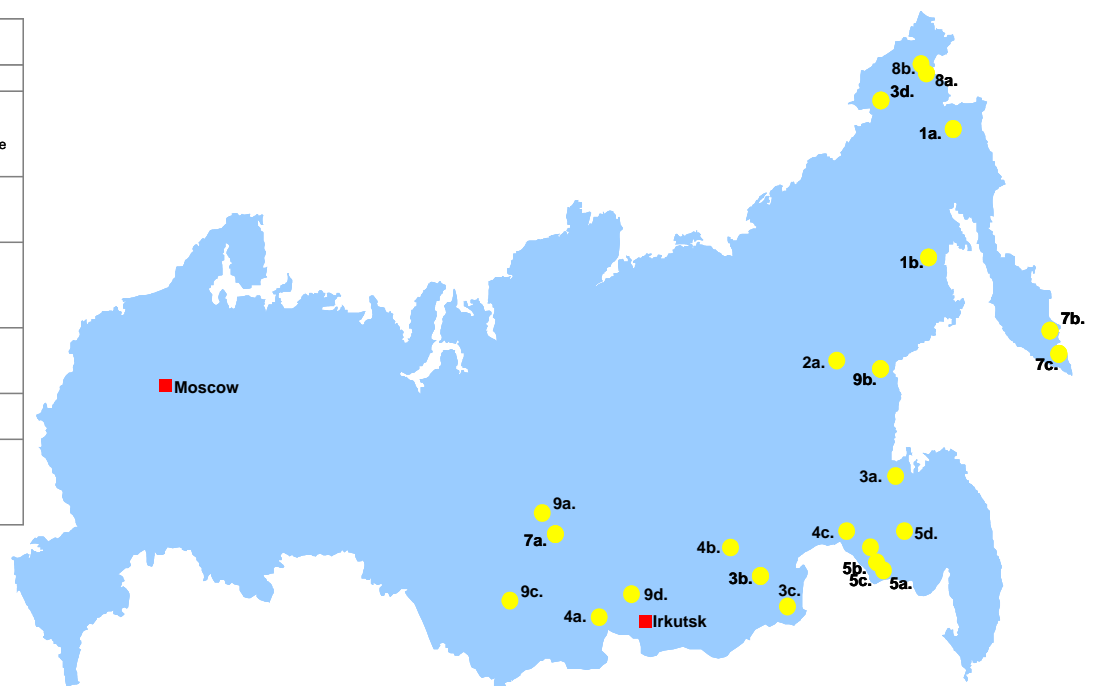 8b.
8a.
3d.
1a.
e
1b.
7b.
7c.
2a.
9b.
Moscow
3a.
9a.
7a.
4c.
5d.
4b.
5b.
5c.
5a.
3b.
3c.
9c.
9d.
4a.
Irkutsk